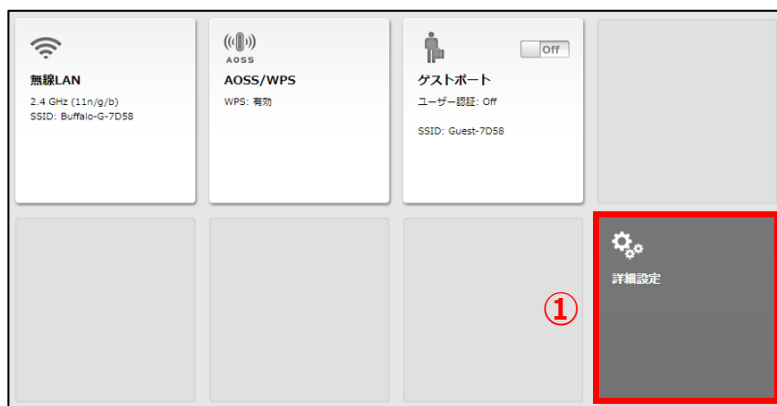 無線LAN
2.4 GHz (11n/g/b)
SSID: Buffalo-G-7D58
AOSS
AOSS/WPS
WPS: 有効
Off
ゲストポート
ユーザー認証: Off
SSID: Guest-7D58
詳細設定
①